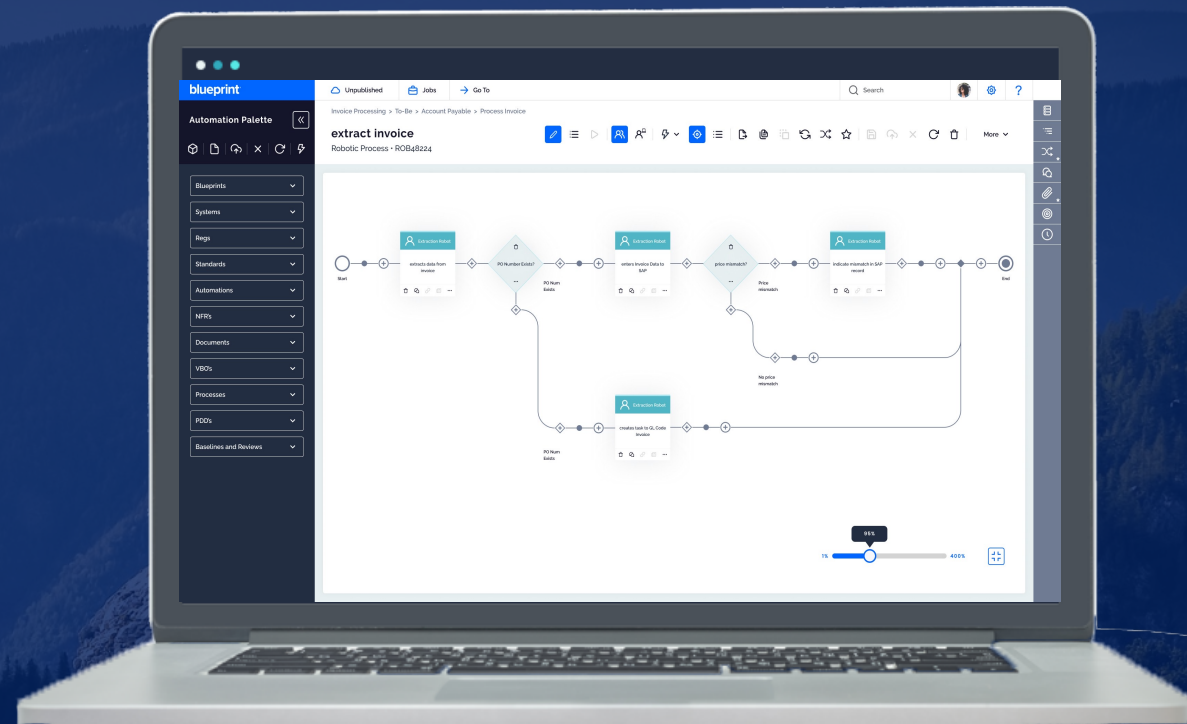 blueprint
Unpublished
Jobs
Go To
Search
?
Automation Palette
Invoice Processing > To-Be > Account Payable > Process Invoice
extract invoice
Robotic Process • ROB48224
More
Blueprints
Systems
Regs
Standards
Automations
NFR's
Documents
VBO's
Processes
PDD's
Baselines and Reviews
Start
Extraction Robot
extracts data from
invoice
PO Number Exists?
PO Num
Exists
Extraction Robot
enters Invoice Data to
SAP
price mismatch?
Price
mismatch
Extraction Robot
indicate mismatch in SAP
record
End
No price
mismatch
Extraction Robot
creates task to GL Code
Invoice
PO Num
Exists
95%
1%
400%